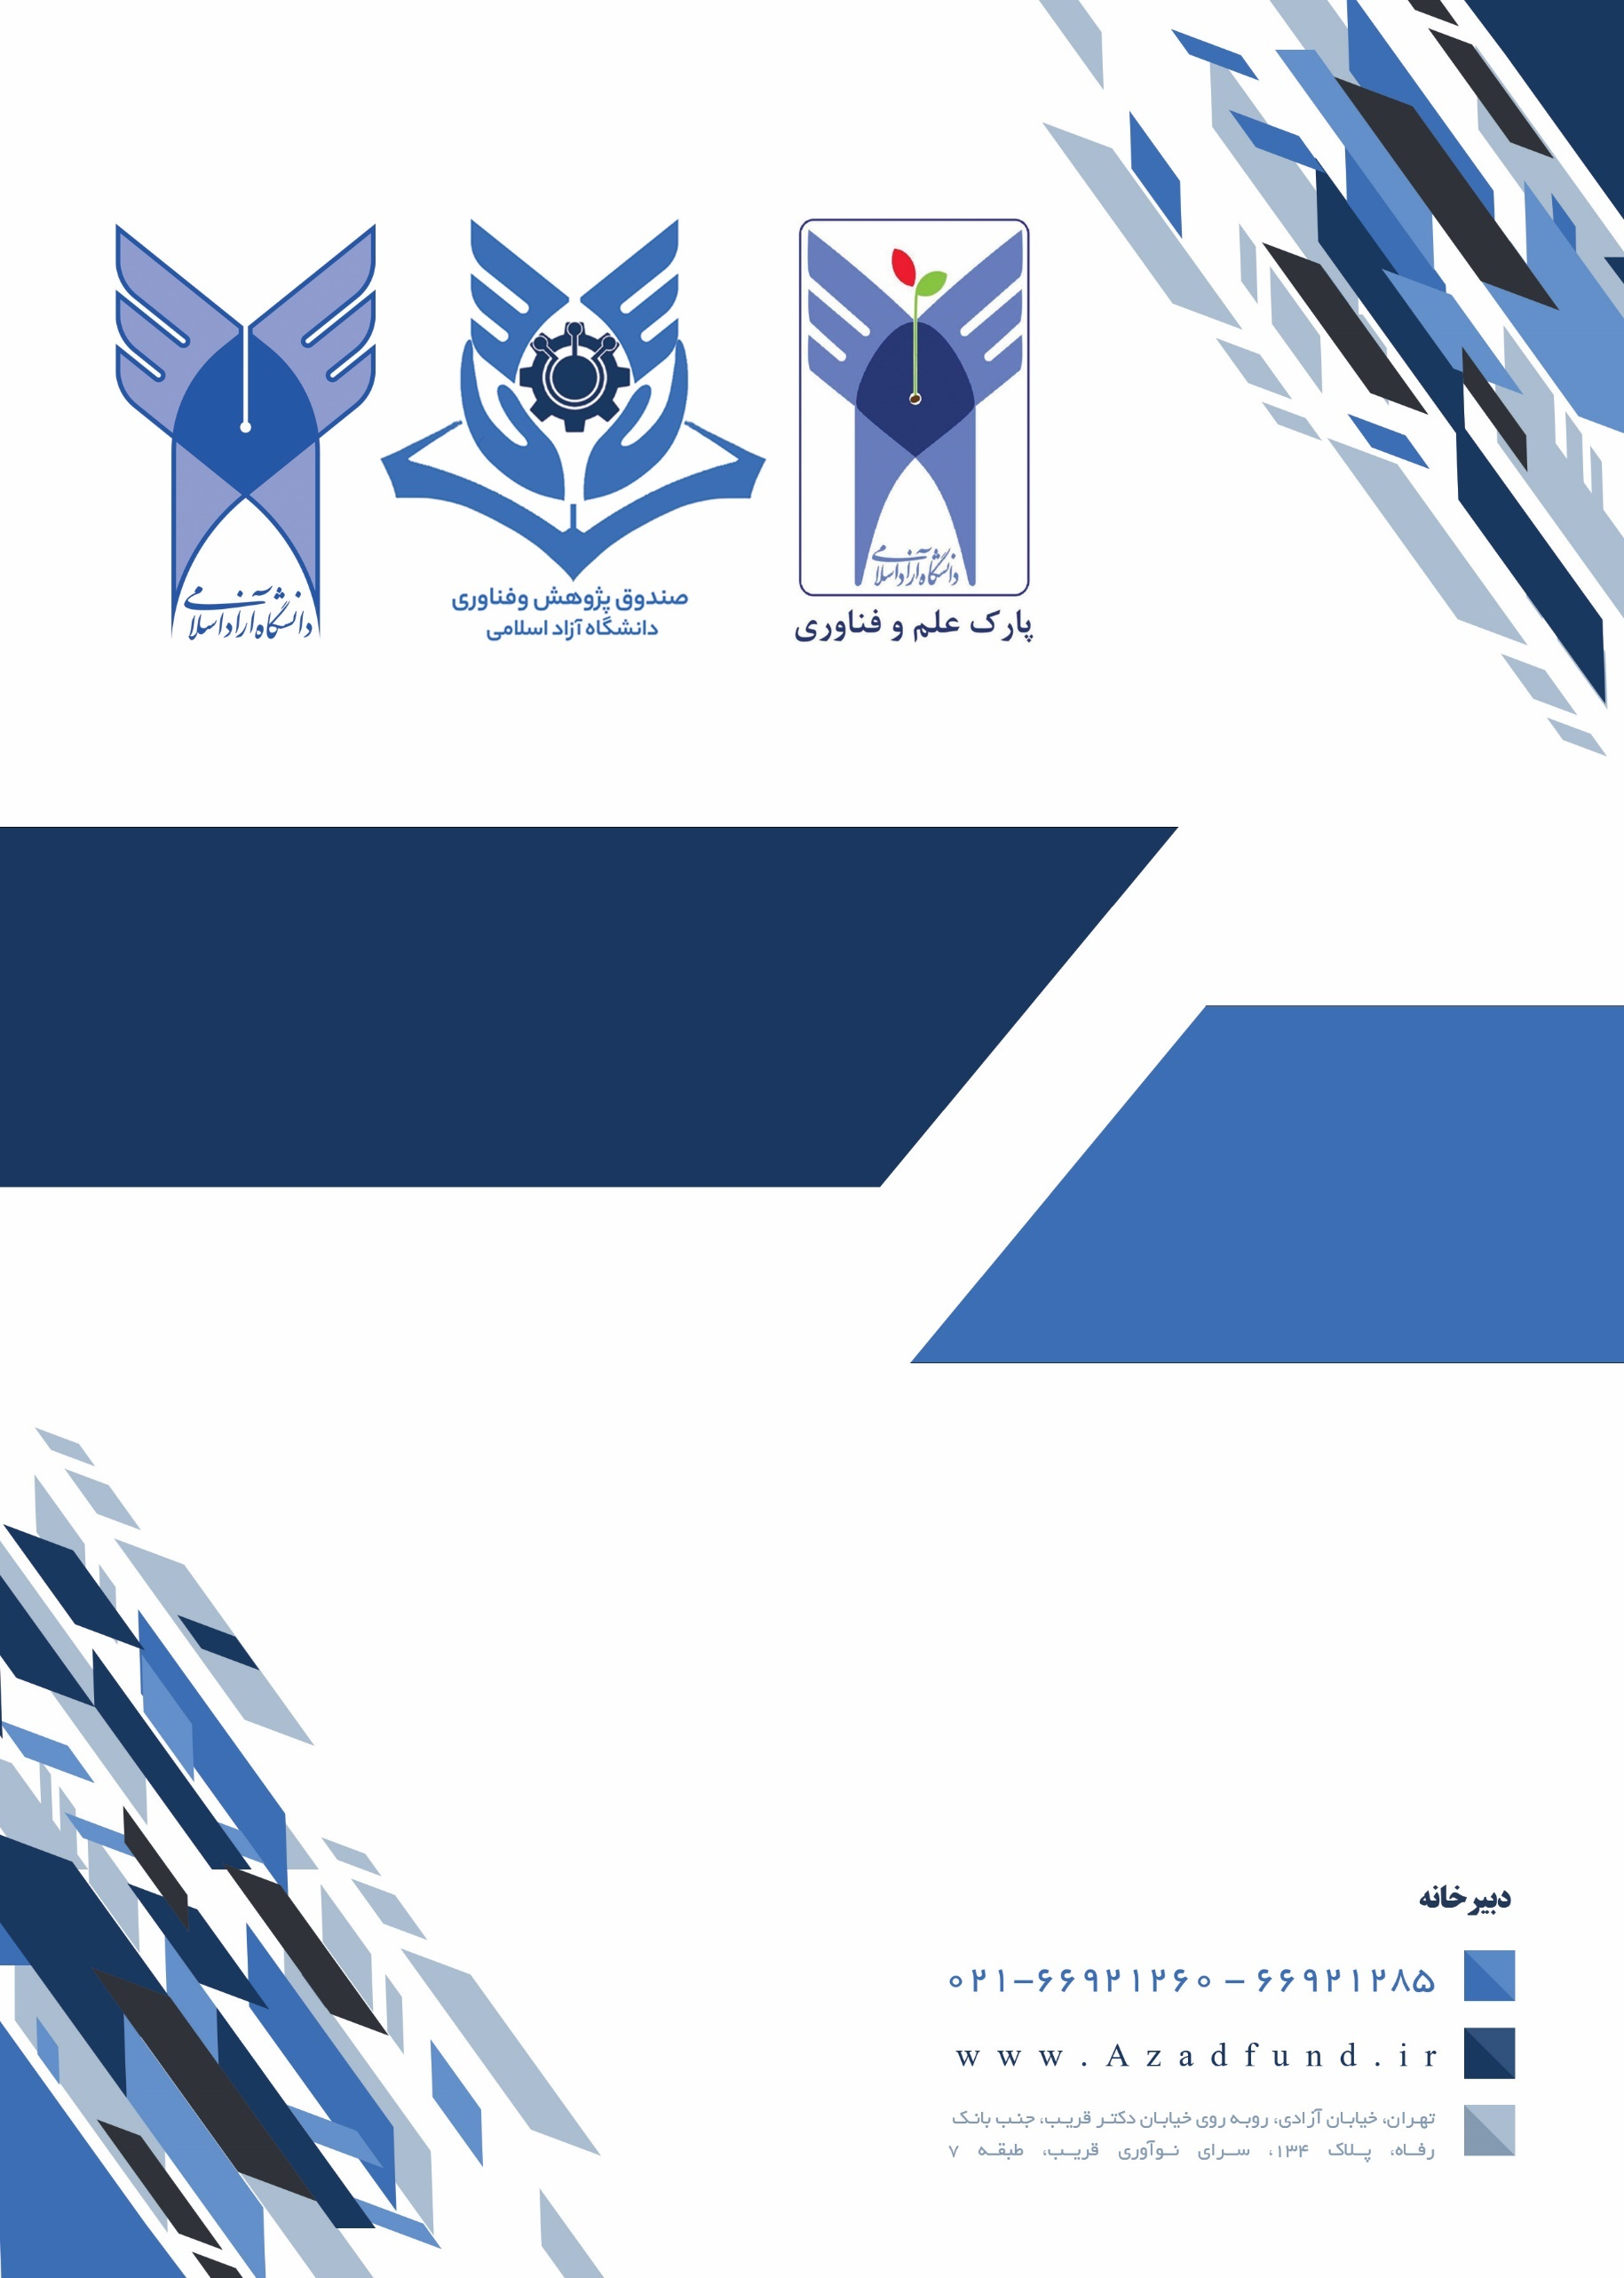 دانشگاه آزاد اسلامی
صندوق پژوهش وفناوری
دانشگاه آزاد اسلامی
دانشگاه آزاد اسلامی
پارک علم و فناوری
دبیرخانه
۰۲۱-۶۶۹۲۱۲۶۰ - ۶۶۹۲۱۲۸۵
www.Azadfund.ir
تهران، خیابان آزادی، روبه روی خیابان دکتر قریب، جنب بانک
رفاه، پلاک ۱۳۴، سرای نوآوری قریب، طبقه ۷